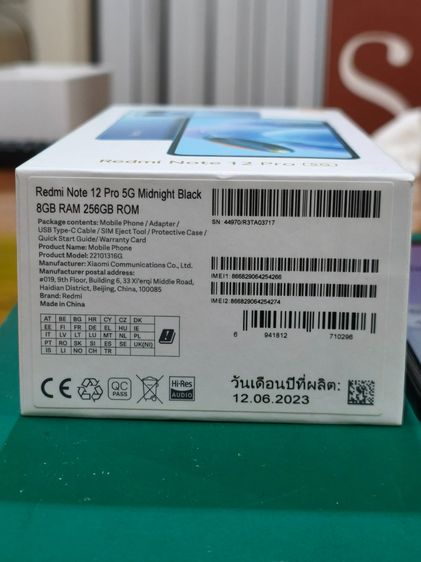 Redmi Note 12 Pro (5G)
Redmi Note 12 Pro 5G Midnight Black
8GB RAM 256GB ROM
Package contents: Mobile Phone / Adapter /
USB Type-C Cable / SIM Eject Tool / Protective Case /
Quick Start Guide / Warranty Card
Product Name: Mobile Phone
Product Model: 22101316G
Manufacturer: Xiaomi Communications Co., Ltd.
Manufacturer postal address:
#019, 9th Floor, Building 6, 33 Xi'erqi Middle Road,
Haidian District, Beijing, China, 100085
Brand: Redmi
Made in China
SN: 44970/R3TA03717
IMEI1: 866829064254266
IMEI2: 866829064254274
6 941812 710296
AT BE BG HR CY CZ DK
EE FI FR DE EL HU IE
IT LV LT LU MT NL PL
PT RO SK SI ES SE UK(NI)
IS LI NO CH TR
CE
QC
PASS
Hi-Res
AUDIO
วันเดือนปีที่ผลิต:
12.06.2023
S